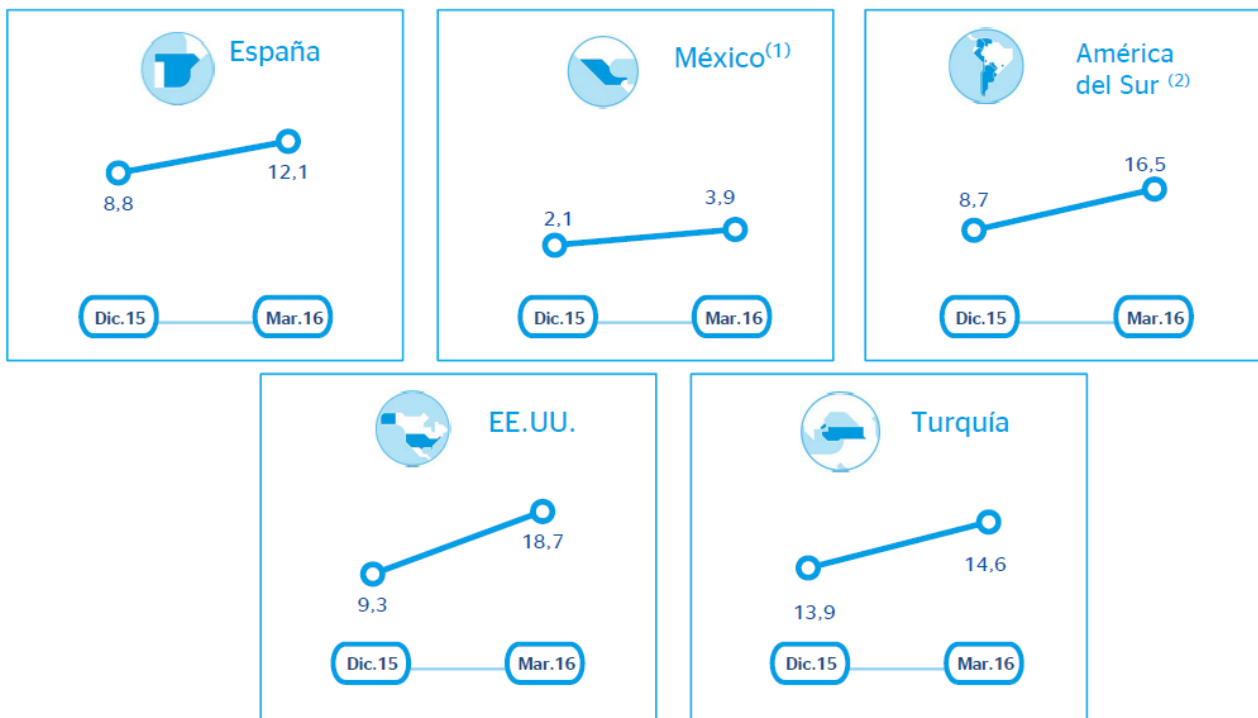 España
8,8
12,1
Dic.15
Mar.16
México(1)
2,1
3,9
Dic.15
Mar.16
América
del Sur (2)
8,7
16,5
Dic.15
Mar.16
EE.UU.
9,3
18,7
Dic.15
Mar.16
Turquía
13,9
14,6
Dic.15
Mar.16